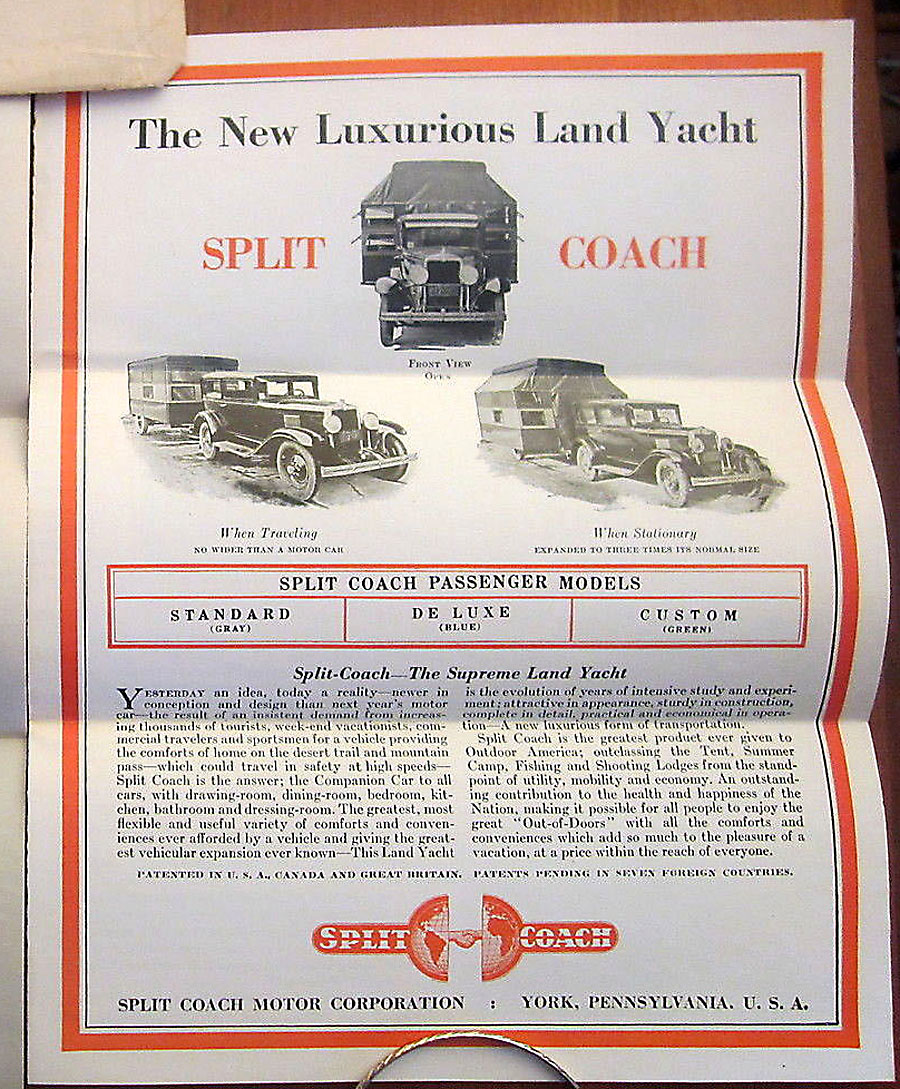 The New Luxurious Land Yacht
SPLIT COACH
FRONT VIEW
OPEN
When Traveling
NO WIDER THAN A MOTOR CAR
When Stationary
EXPANDED TO THREE TIMES ITS NORMAL SIZE
SPLIT COACH PASSENGER MODELS
STANDARD
(GRAY)
DE LUXE
(BLUE)
CUSTOM
(GREEN)
Split-Coach—The Supreme Land Yacht
YESTERDAY an idea, today a reality—newer in
conception and design than next year's motor
car—the result of an insistent demand from increas-
ing thousands of tourists, week-end vacationists, com-
mercial travelers and sportsmen for a vehicle providing
the comforts of home on the desert trail and mountain
pass—which could travel in safety at high speeds—
Split Coach is the answer; the Companion Car to all
cars, with drawing-room, dining-room, bedroom, kit-
chen, bathroom and dressing-room. The greatest, most
flexible and useful variety of comforts and conven-
iences ever afforded by a vehicle and giving the great-
est vehicular expansion ever known—This Land Yacht
is the evolution of years of intensive study and experi-
ment; attractive in appearance, sturdy in construction,
complete in detail, practical and economical in opera-
tion—A luxurious form of transportation.
Split Coach is the greatest product ever given to
Outdoor America; outclassing the Tent, Summer
Camp, Fishing and Shooting Lodges from the stand-
point of utility, mobility and economy. An outstand-
ing contribution to the health and happiness of the
Nation, making it possible for all people to enjoy the
great "Out-of-Doors" with all the comforts and
conveniences which add so much to the pleasure of a
vacation, at a price within the reach of everyone.
PATENTED IN U. S. A., CANADA AND GREAT BRITAIN. PATENTS PENDING IN SEVEN FOREIGN COUNTRIES.
SPLIT COACH
SPLIT COACH MOTOR CORPORATION : YORK, PENNSYLVANIA. U. S. A.